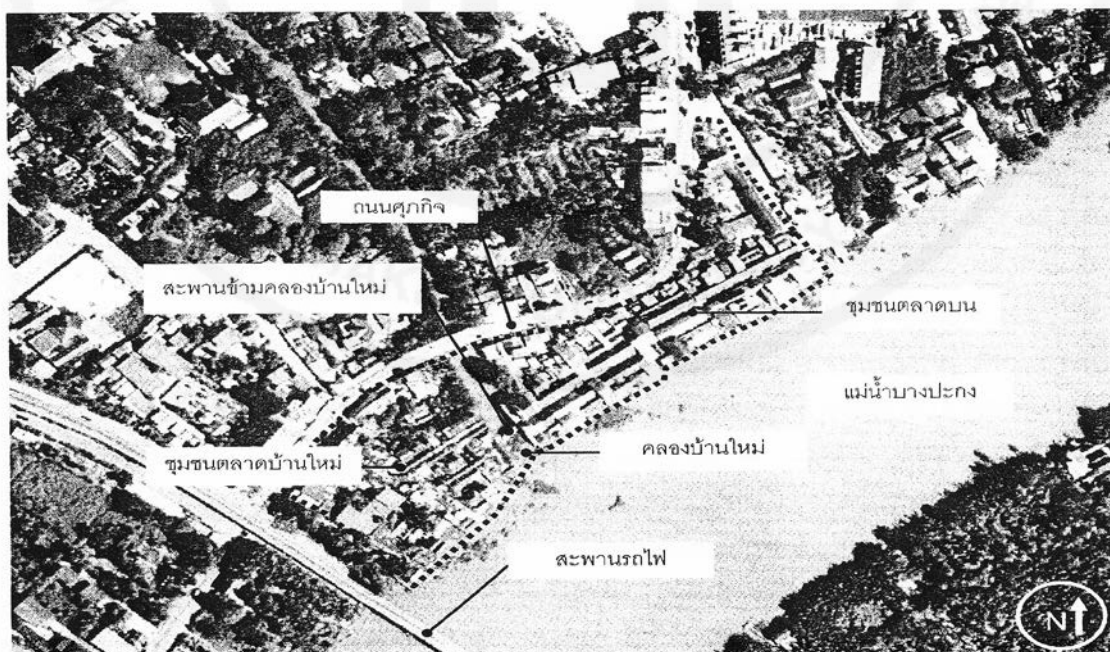 ถนนศุภกิจ
สะพานข้ามคลองบ้านใหม่
ชุมชนตลาดบน
แม่น้ำบางปะกง
คลองบ้านใหม่
ชุมชนตลาดบ้านใหม่
สะพานรถไฟ
N